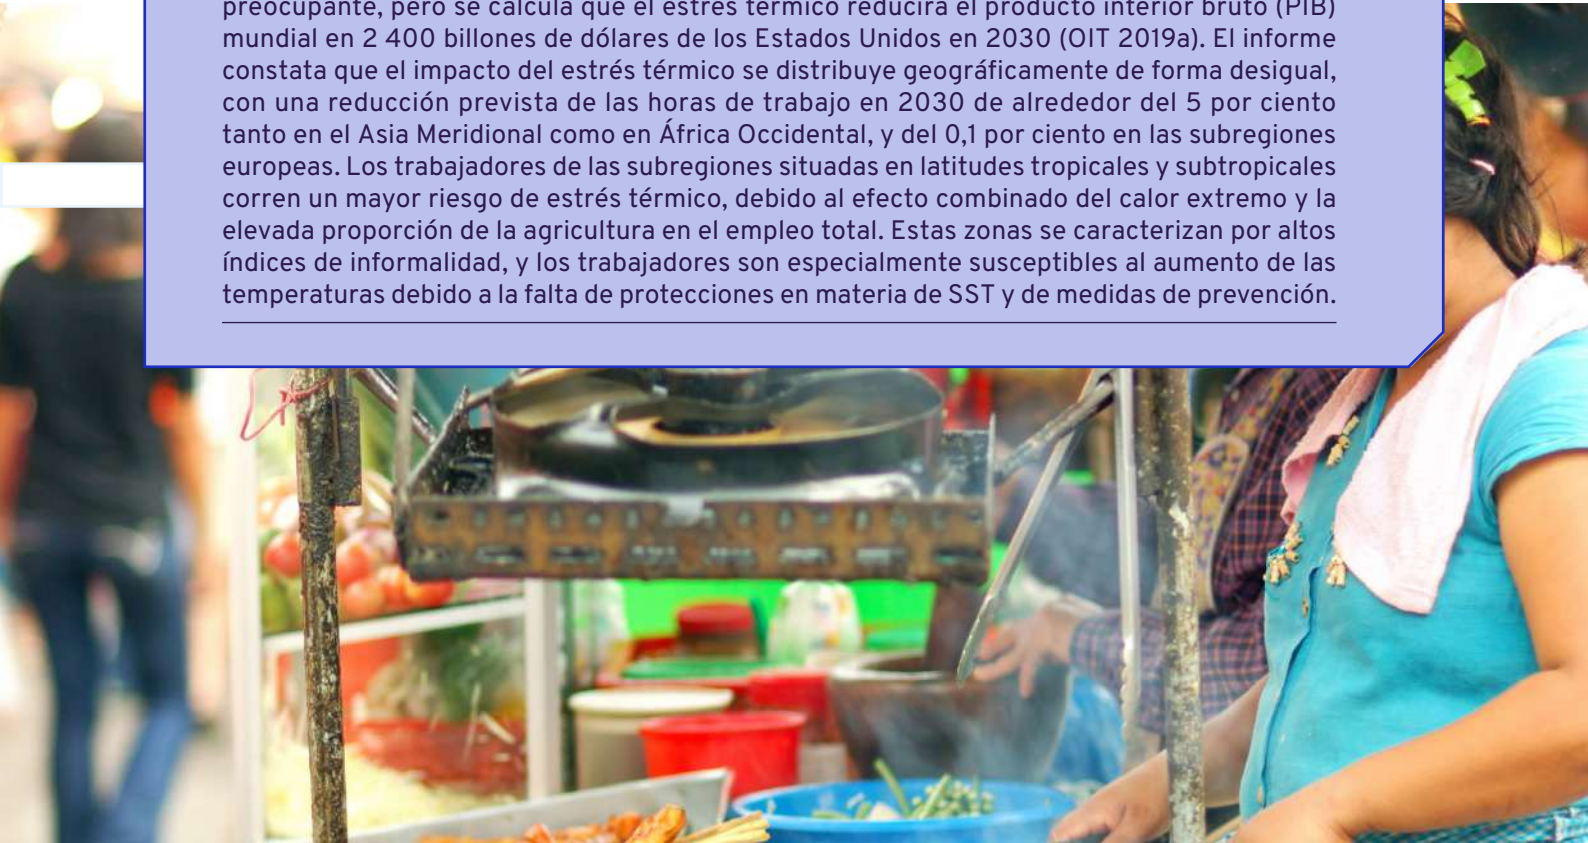 preocupante, pero se calcula que el estrés térmico reducirá el producto interior bruto (PIB)
mundial en 2 400 billones de dólares de los Estados Unidos en 2030 (OIT 2019a). El informe
constata que el impacto del estrés térmico se distribuye geográficamente de forma desigual,
con una reducción prevista de las horas de trabajo en 2030 de alrededor del 5 por ciento
tanto en el Asia Meridional como en África Occidental, y del 0,1 por ciento en las subregiones
europeas. Los trabajadores de las subregiones situadas en latitudes tropicales y subtropicales
corren un mayor riesgo de estrés térmico, debido al efecto combinado del calor extremo y la
elevada proporción de la agricultura en el empleo total. Estas zonas se caracterizan por altos
índices de informalidad, y los trabajadores son especialmente susceptibles al aumento de las
temperaturas debido a la falta de protecciones en materia de SST y de medidas de prevención.